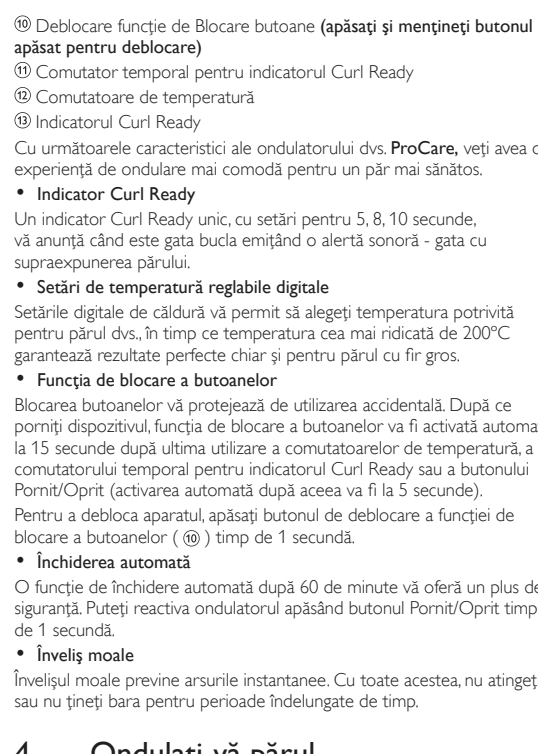 ⑩ Deblocare funcţie de Blocare butoane (apăsaţi şi menţineţi butonul
apăsat pentru deblocare)
⑪ Comutator temporal pentru indicatorul Curl Ready
⑫ Comutatoare de temperatură
⑬ Indicatorul Curl Ready
Cu următoarele caracteristici ale ondulatorului dvs. ProCare, veţi avea o
experienţă de ondulare mai comodă pentru un păr mai sănătos.
• Indicator Curl Ready
Un indicator Curl Ready unic, cu setări pentru 5, 8, 10 secunde,
vă anunţă când este gata bucla emiţând o alertă sonoră - gata cu
supraexpunerea părului.
• Setări de temperatură reglabile digitale
Setările digitale de căldură vă permit să alegeţi temperatura potrivită
pentru părul dvs., în timp ce temperatura cea mai ridicată de 200ºC
garantează rezultate perfecte chiar şi pentru părul cu fir gros.
• Funcţia de blocare a butoanelor
Blocarea butoanelor vă protejează de utilizarea accidentală. După ce
porniţi dispozitivul, funcţia de blocare a butoanelor va fi activată automa
la 15 secunde după ultima utilizare a comutatoarelor de temperatură, a
comutatorului temporal pentru indicatorul Curl Ready sau a butonului
Pornit/Oprit (activarea automată după aceea va fi la 5 secunde).
Pentru a debloca aparatul, apăsaţi butonul de deblocare a funcţiei de
blocare a butoanelor ( ⑩ ) timp de 1 secundă.
• Închiderea automată
O funcţie de închidere automată după 60 de minute vă oferă un plus de
siguranţă. Puteţi reactiva ondulatorul apăsând butonul Pornit/Oprit timp
de 1 secundă.
• Înveliş moale
Învelişul moale previne arsurile instantanee. Cu toate acestea, nu atingeţ
sau nu ţineţi bara pentru perioade îndelungate de timp.
4 Ondulaţi-vă părul